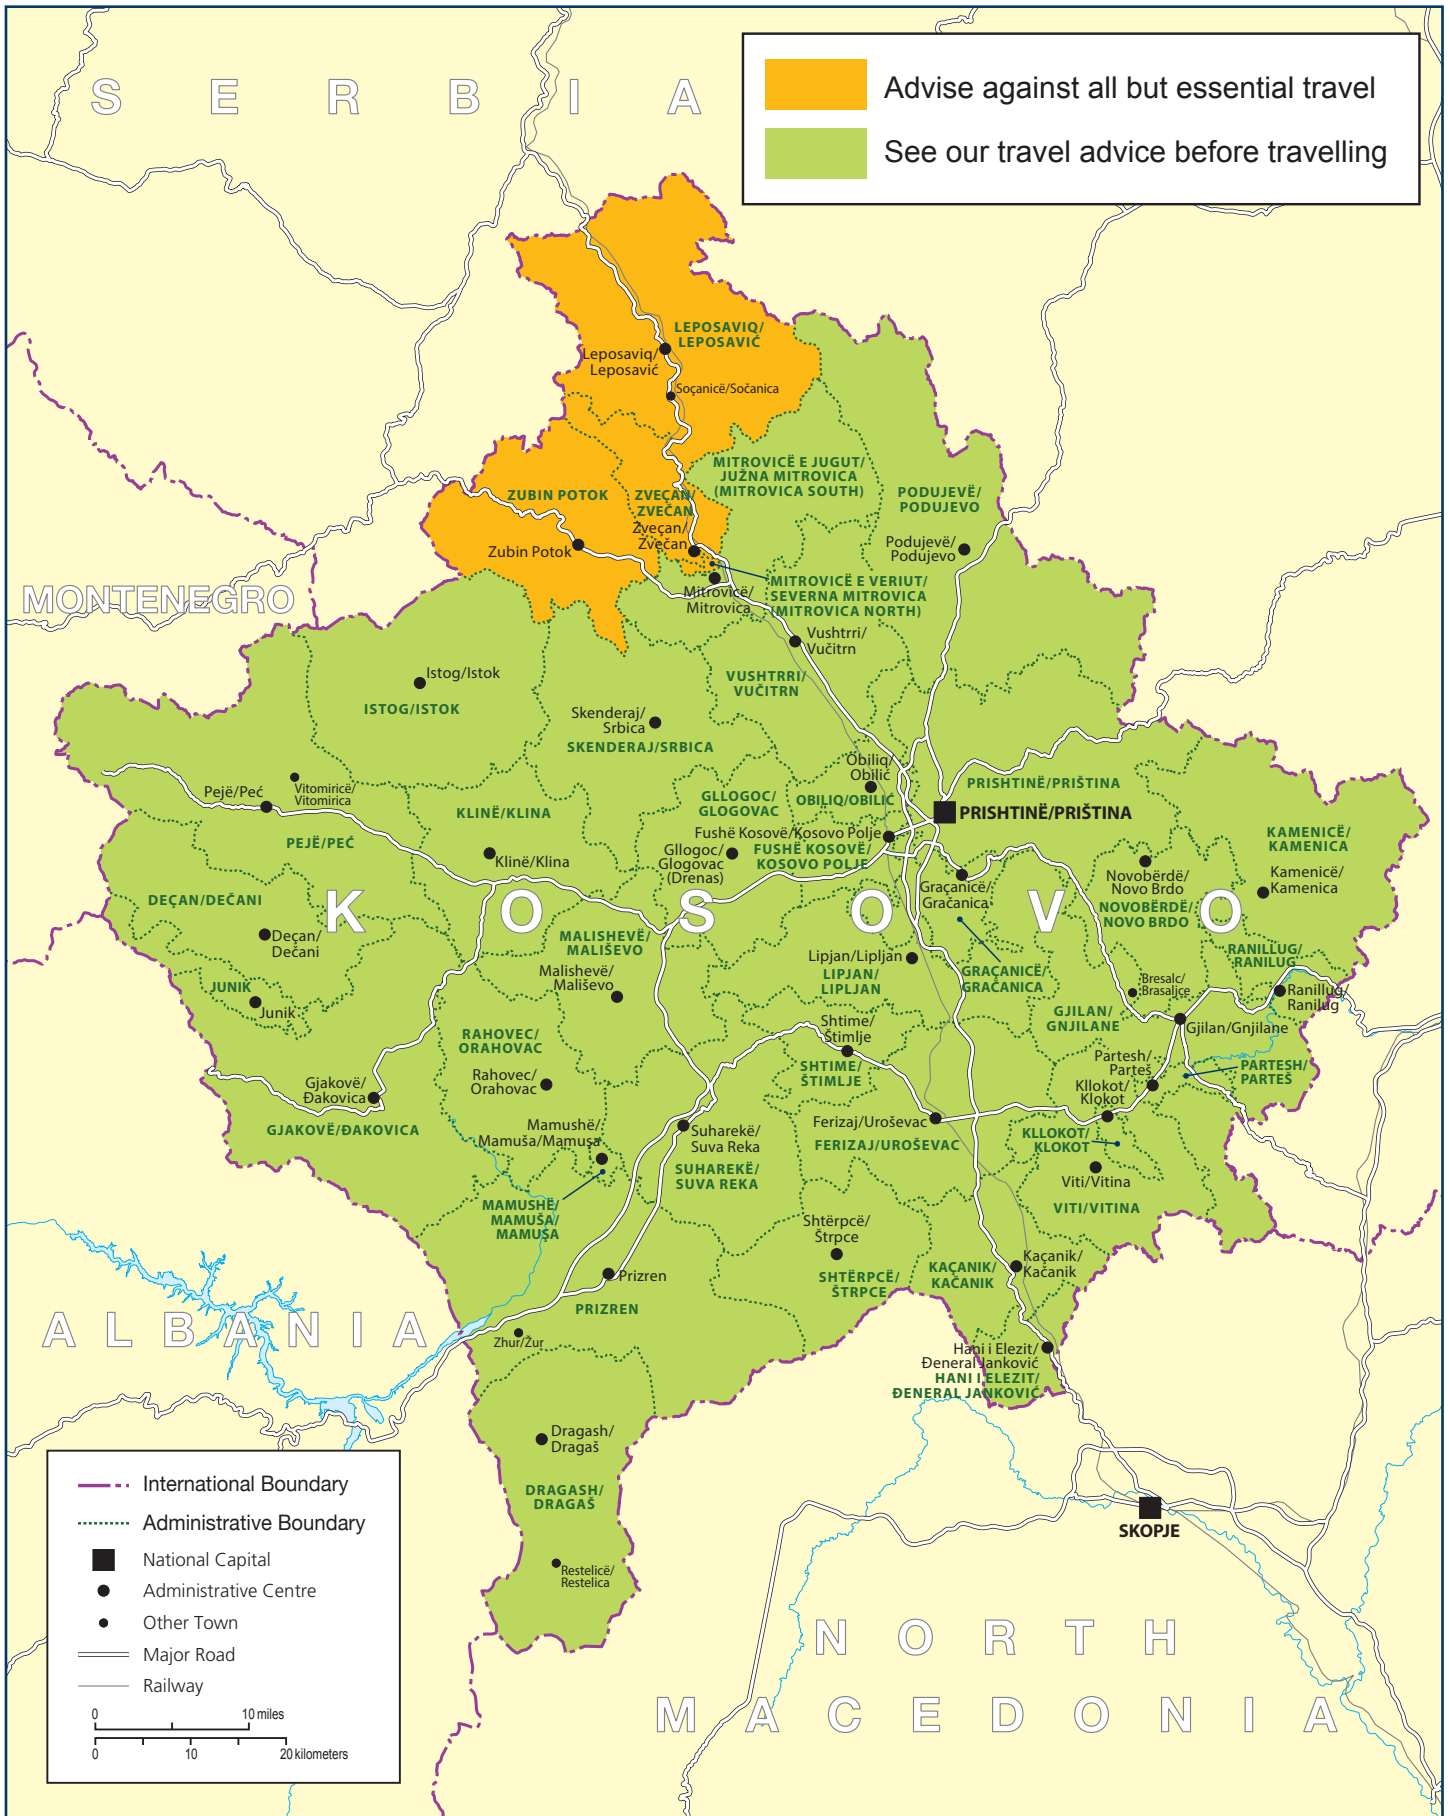 S E R B I A
Advise against all but essential travel
See our travel advice before travelling
LEPOSAVIQ/
LEPOSAVIĆ
Leposaviq/
Leposavić
Soçanicë/Sočanica
MITROVICË E JUGUT/
JUŽNA MITROVICA
(MITROVICA SOUTH)
ZUBIN POTOK
ZVEÇAN/
ZVEČAN
PODUJEVË/
PODUJEVO
Zveçan/
Zvečan
Zubin Potok
Podujevë/
Podujevo
MITROVICË E VERIUT/
SEVERNA MITROVICA
(MITROVICA NORTH)
Mitrovicë/
Mitrovica
MONTENEGRO
Vushtrri/
Vučitrn
VUSHTRRI/
VUČITRN
Istog/Istok
ISTOG/ISTOK
Skenderaj/
Srbica
SKENDERAJ/SRBICA
Obiliq/
Obilić
OBILIQ/OBILIĆ
PRISHTINË/PRIŠTINA
PRISHTINË/PRIŠTINA
Vitomiricë/
Vitomirica
Pejë/Peć
PEJË/PEĆ
KLINË/KLINA
Klinë/Klina
GLLOGOC/
GLOGOVAC
Fushë Kosovë/Kosovo Polje
FUSHË KOSOVË/
KOSOVO POLJE
Gllogoc/
Glogovac
(Drenas)
KAMENICË/
KAMENICA
Kamenicë/
Kamenica
Novobërdë/
Novo Brdo
NOVOBËRDË/
NOVO BRDO
Graçanicë/
Gračanica
K O S O V O
DEÇAN/DEČANI
Deçan/
Dečani
MALISHEVË/
MALIŠEVO
Malishevë/
Mališevo
Lipjan/Lipljan
LIPJAN/
LIPLJAN
GRAÇANICË/
GRAČANICA
RANILLUG/
RANILUG
Ranillug/
Ranilug
Bresalc/
Brasaljce
JUNIK
Junik
GJILAN/
GNJILANE
Gjilan/Gnjilane
RAHOVEC/
ORAHOVAC
Rahovec/
Orahovac
Shtime/
Štimlje
SHTIME/
ŠTIMLJE
Partesh/
Parteš
PARTESH/
PARTEŠ
Kllokot/
Klokot
KLLOKOT/
KLOKOT
Gjakovë/
Đakovica
GJAKOVË/ĐAKOVICA
Mamushë/
Mamuša/Mamuşa
MAMUSHË/
MAMUŠA/
MAMUŞA
Suharekë/
Suva Reka
SUHAREKË/
SUVA REKA
Ferizaj/Uroševac
FERIZAJ/UROŠEVAC
Viti/Vitina
VITI/VITINA
Shtërpcë/
Štrpce
SHTËRPCË/
ŠTRPCE
KAÇANIK/
KAČANIK
Kaçanik/
Kačanik
Prizren
PRIZREN
Zhur/Žur
A L B A N I A
Hani i Elezit/
Đeneral Janković
HANI I ELEZIT/
ĐENERAL JANKOVIĆ
Dragash/
Dragaš
DRAGASH/
DRAGAŠ
Restelicë/
Restelica
SKOPJE
N O R T H
M A C E D O N I A
International Boundary
Administrative Boundary
National Capital
Administrative Centre
Other Town
Major Road
Railway
0 10 miles
0 10 20 kilometers